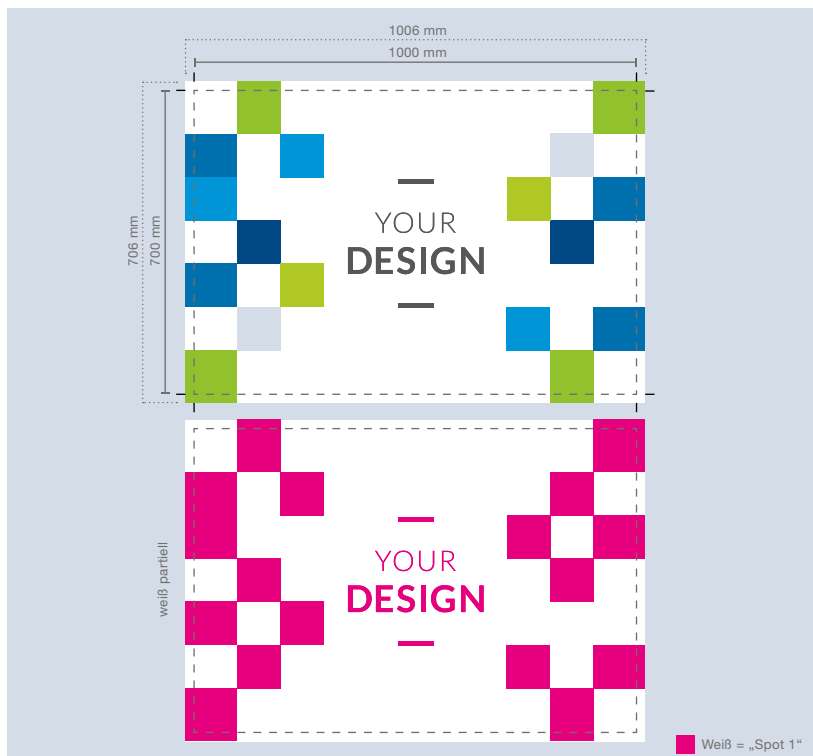 1006 mm
1000 mm
706 mm
700 mm
YOUR
DESIGN
weiß partiell
YOUR
DESIGN
Weiß = „Spot 1“